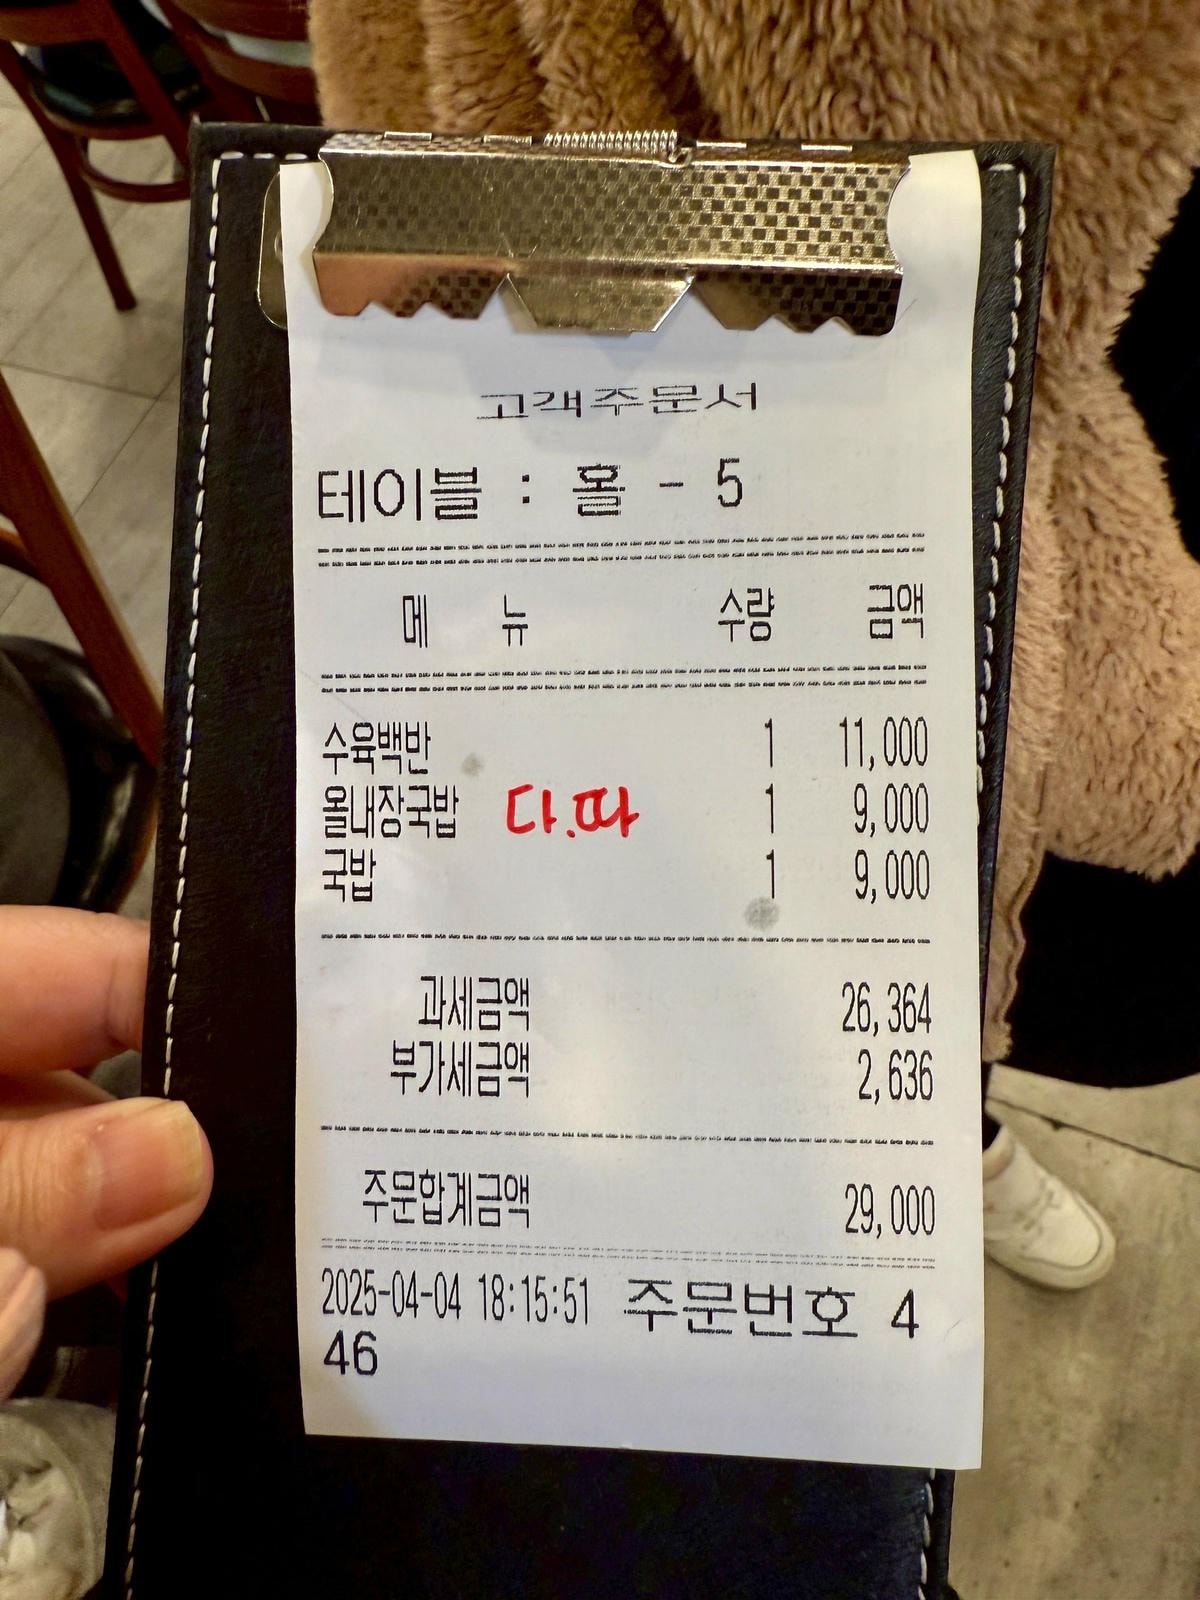 고객주문서
테이블 : 홀 - 5
메 뉴 수량 금액
수육백반 1 11,000
올내장국밥 다.따 1 9,000
국밥 1 9,000
과세금액 26,364
부가세금액 2,636
주문합계금액 29,000
2025-04-04 18:15:51 주문번호 4
46